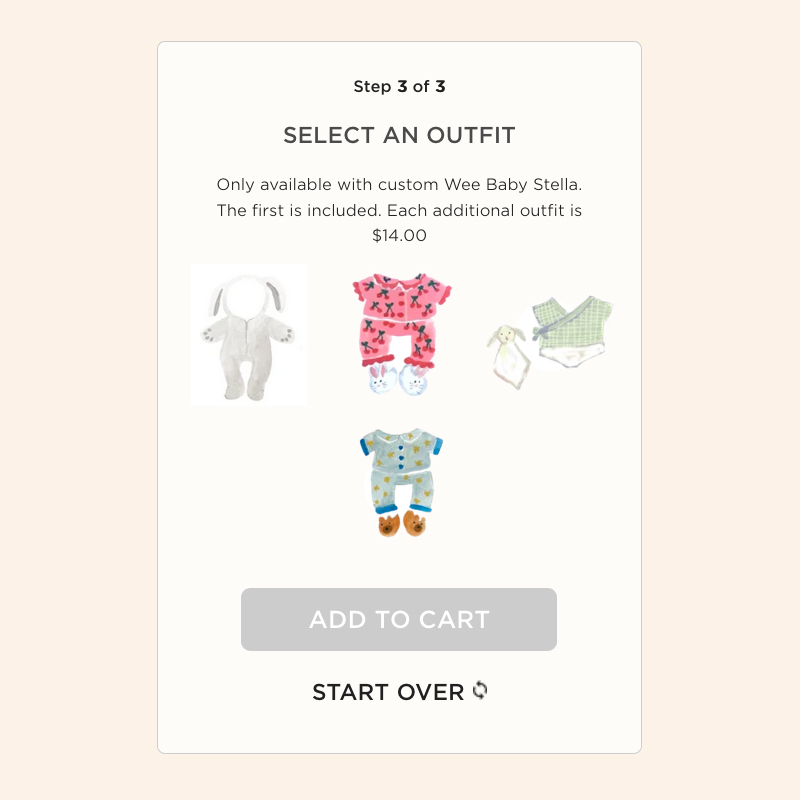 Step 3 of 3
SELECT AN OUTFIT
Only available with custom Wee Baby Stella.
The first is included. Each additional outfit is
$14.00
ADD TO CART
START OVER